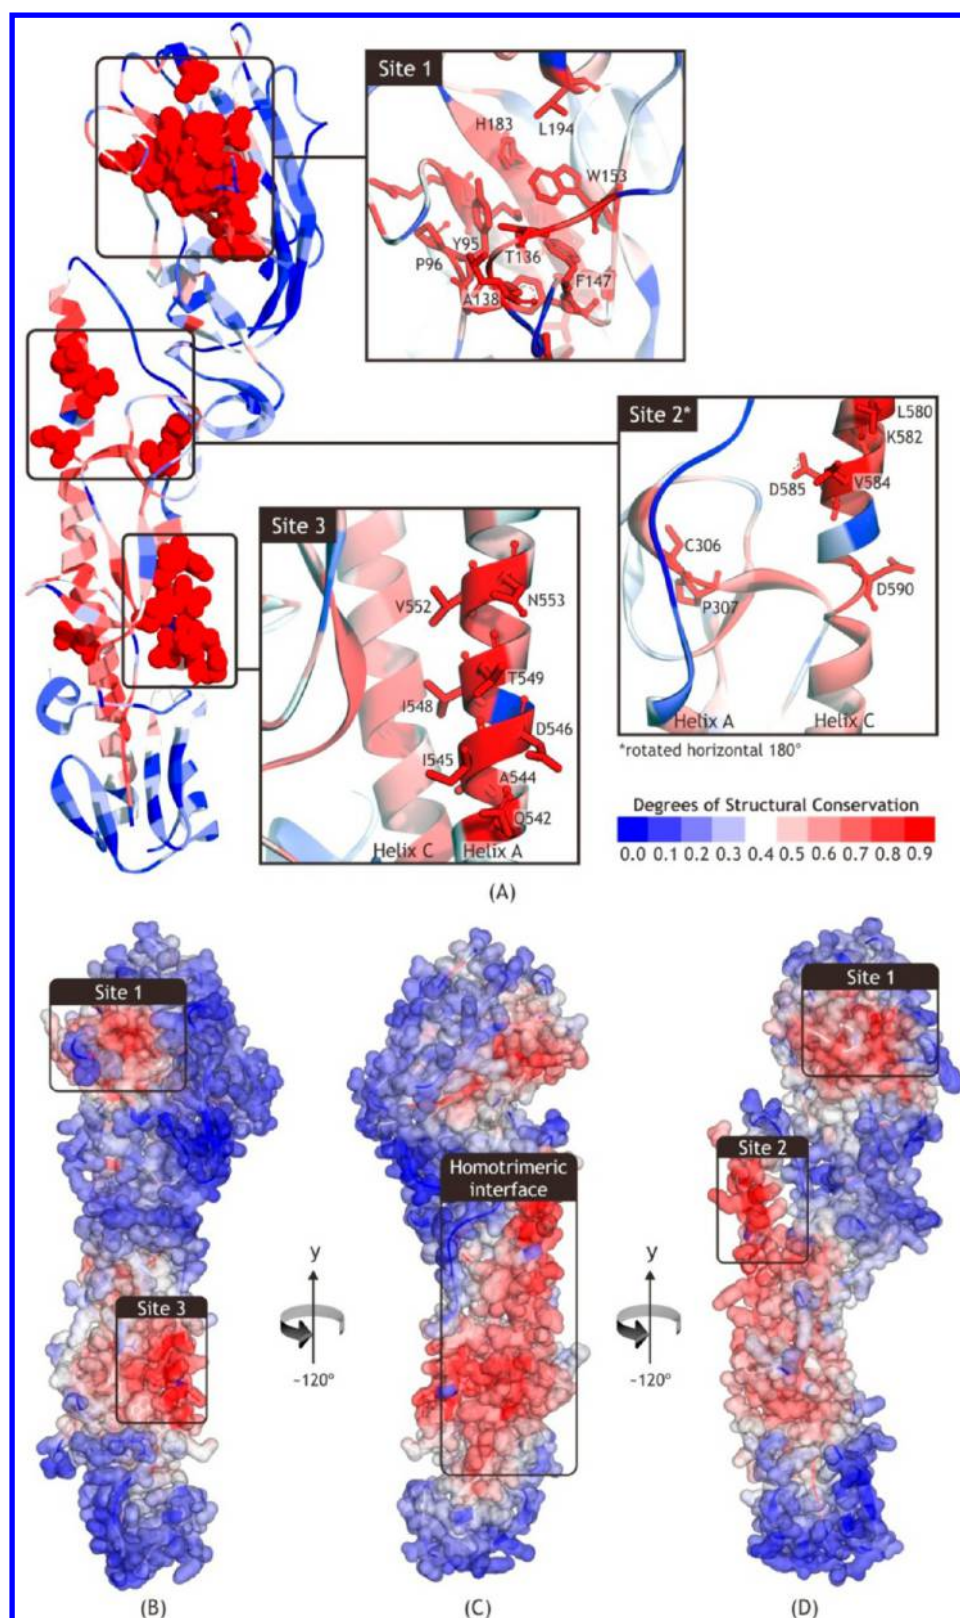 Site 1
L194
H183
W153
Y95
T136
P96
F147
A138
Site 2*
L580
K582
D585
V584
C306
P307
D590
Helix A
Helix C
*rotated horizontal 180°
Site 3
V552
N553
T549
I548
D546
I545
A544
Q542
Helix C
Helix A
Degrees of Structural Conservation
0.0 0.1 0.2 0.3 0.4 0.5 0.6 0.7 0.8 0.9
(A)
Site 1
Site 3
y
~120°
(B)
Homotrimeric
interface
y
~120°
(C)
Site 1
Site 2
(D)